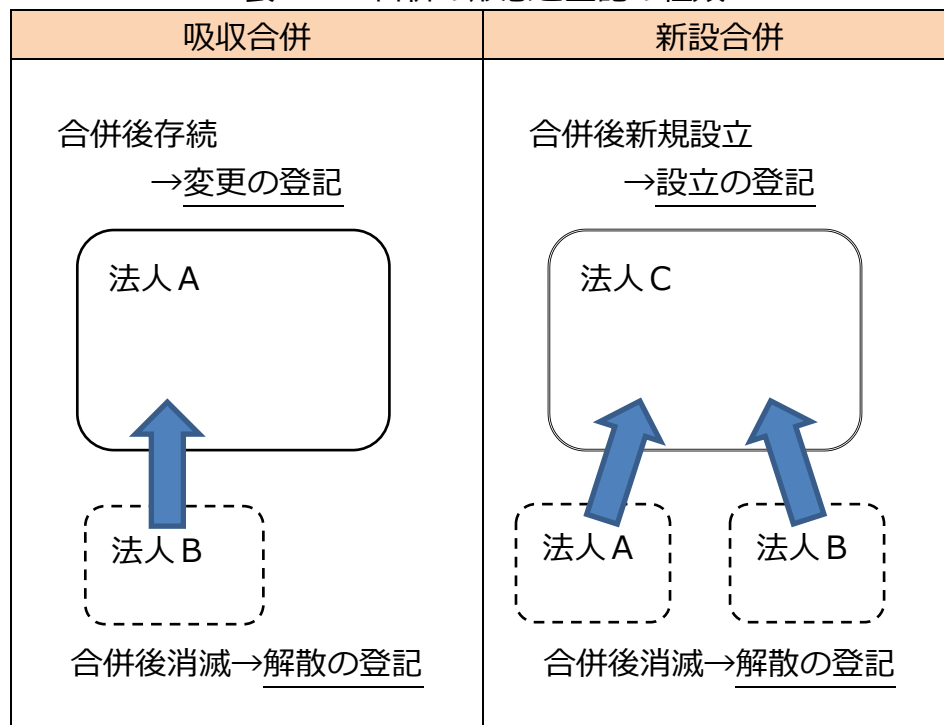 吸収合併
新設合併
合併後存続
→変更の登記
法人A
法人B
合併後消滅→解散の登記
合併後新規設立
→設立の登記
法人C
法人A
法人B
合併後消滅→解散の登記